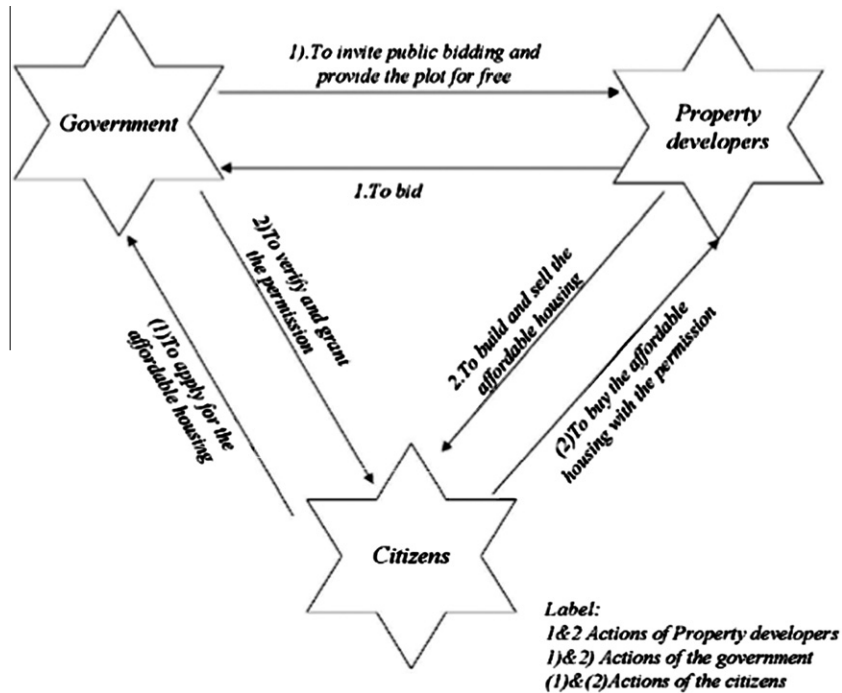 1).To invite public bidding and
provide the plot for free
Government
Property
developers
1.To bid
2)To verify and grant
the permission
2.To build and sell the
affordable housing
(1)To apply for the
affordable housing
(2)To buy the affordable
housing with the permission
Citizens
Label:
1&2 Actions of Property developers
1)&2) Actions of the government
(1)&(2)Actions of the citizens